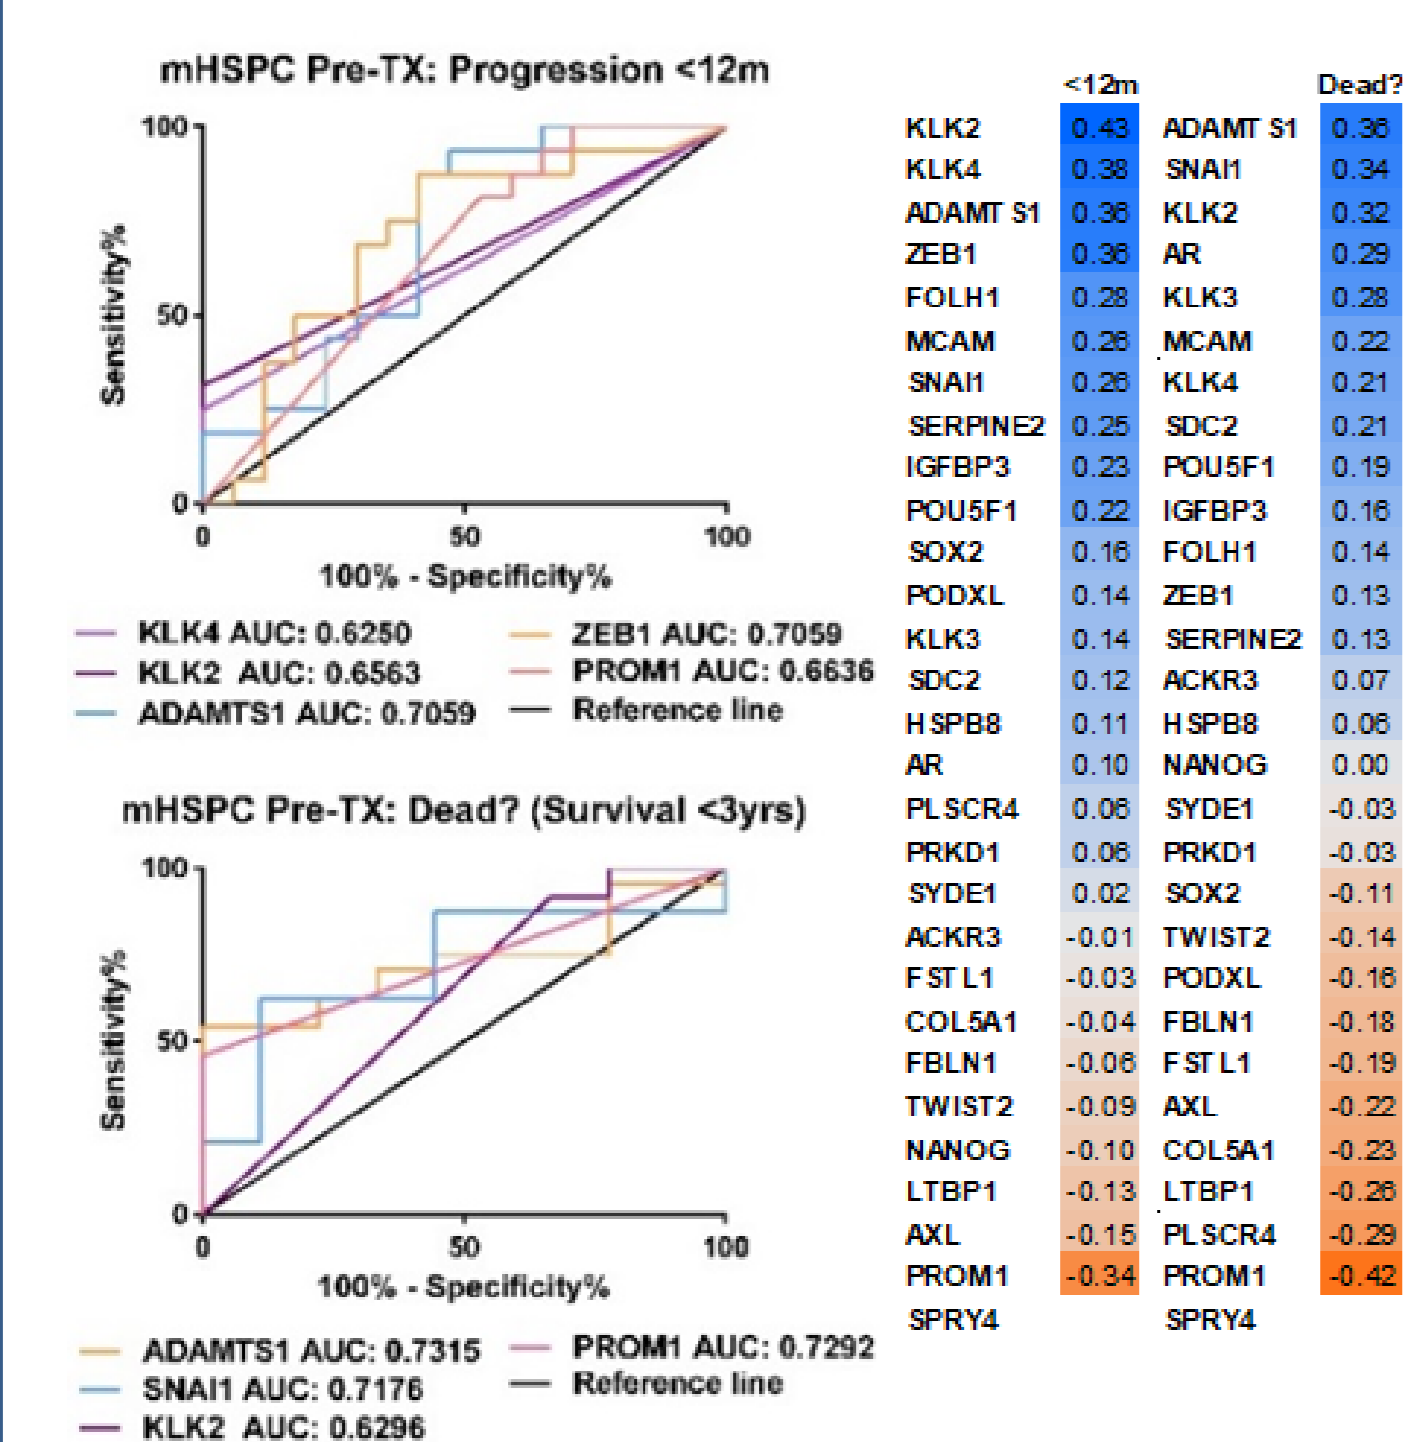 mHSPC Pre-TX: Progression <12m
100
50
0
Sensitivity%
0 50 100
100% - Specificity%
KLK4 AUC: 0.6250
KLK2 AUC: 0.6563
ADAMTS1 AUC: 0.7059
ZEB1 AUC: 0.7059
PROM1 AUC: 0.6636
Reference line
mHSPC Pre-TX: Dead? (Survival <3yrs)
100
50
0
Sensitivity%
0 50 100
100% - Specificity%
ADAMTS1 AUC: 0.7315
SNAI1 AUC: 0.7176
KLK2 AUC: 0.6296
PROM1 AUC: 0.7292
Reference line
<12m Dead?
KLK2 0.43 ADAMT S1 0.36
KLK4 0.38 SNAI1 0.34
ADAMT S1 0.36 KLK2 0.32
ZEB1 0.36 AR 0.29
FOLH1 0.28 KLK3 0.28
MCAM 0.26 MCAM 0.22
SNAI1 0.26 KLK4 0.21
SERPINE2 0.25 SDC2 0.21
IGFBP3 0.23 POU5F1 0.19
POU5F1 0.22 IGFBP3 0.16
SOX2 0.16 FOLH1 0.14
PODXL 0.14 ZEB1 0.13
KLK3 0.14 SERPINE2 0.13
SDC2 0.12 ACKR3 0.07
HSPB8 0.11 HSPB8 0.06
AR 0.10 NANOG 0.00
PLSCR4 0.06 SYDE1 -0.03
PRKD1 0.06 PRKD1 -0.03
SYDE1 0.02 SOX2 -0.11
ACKR3 -0.01 TWIST2 -0.14
FSTL1 -0.03 PODXL -0.16
COL5A1 -0.04 FBLN1 -0.18
FBLN1 -0.06 FSTL1 -0.19
TWIST2 -0.09 AXL -0.22
NANOG -0.10 COL5A1 -0.23
LTBP1 -0.13 LTBP1 -0.26
AXL -0.15 PLSCR4 -0.29
PROM1 -0.34 PROM1 -0.42
SPRY4 SPRY4